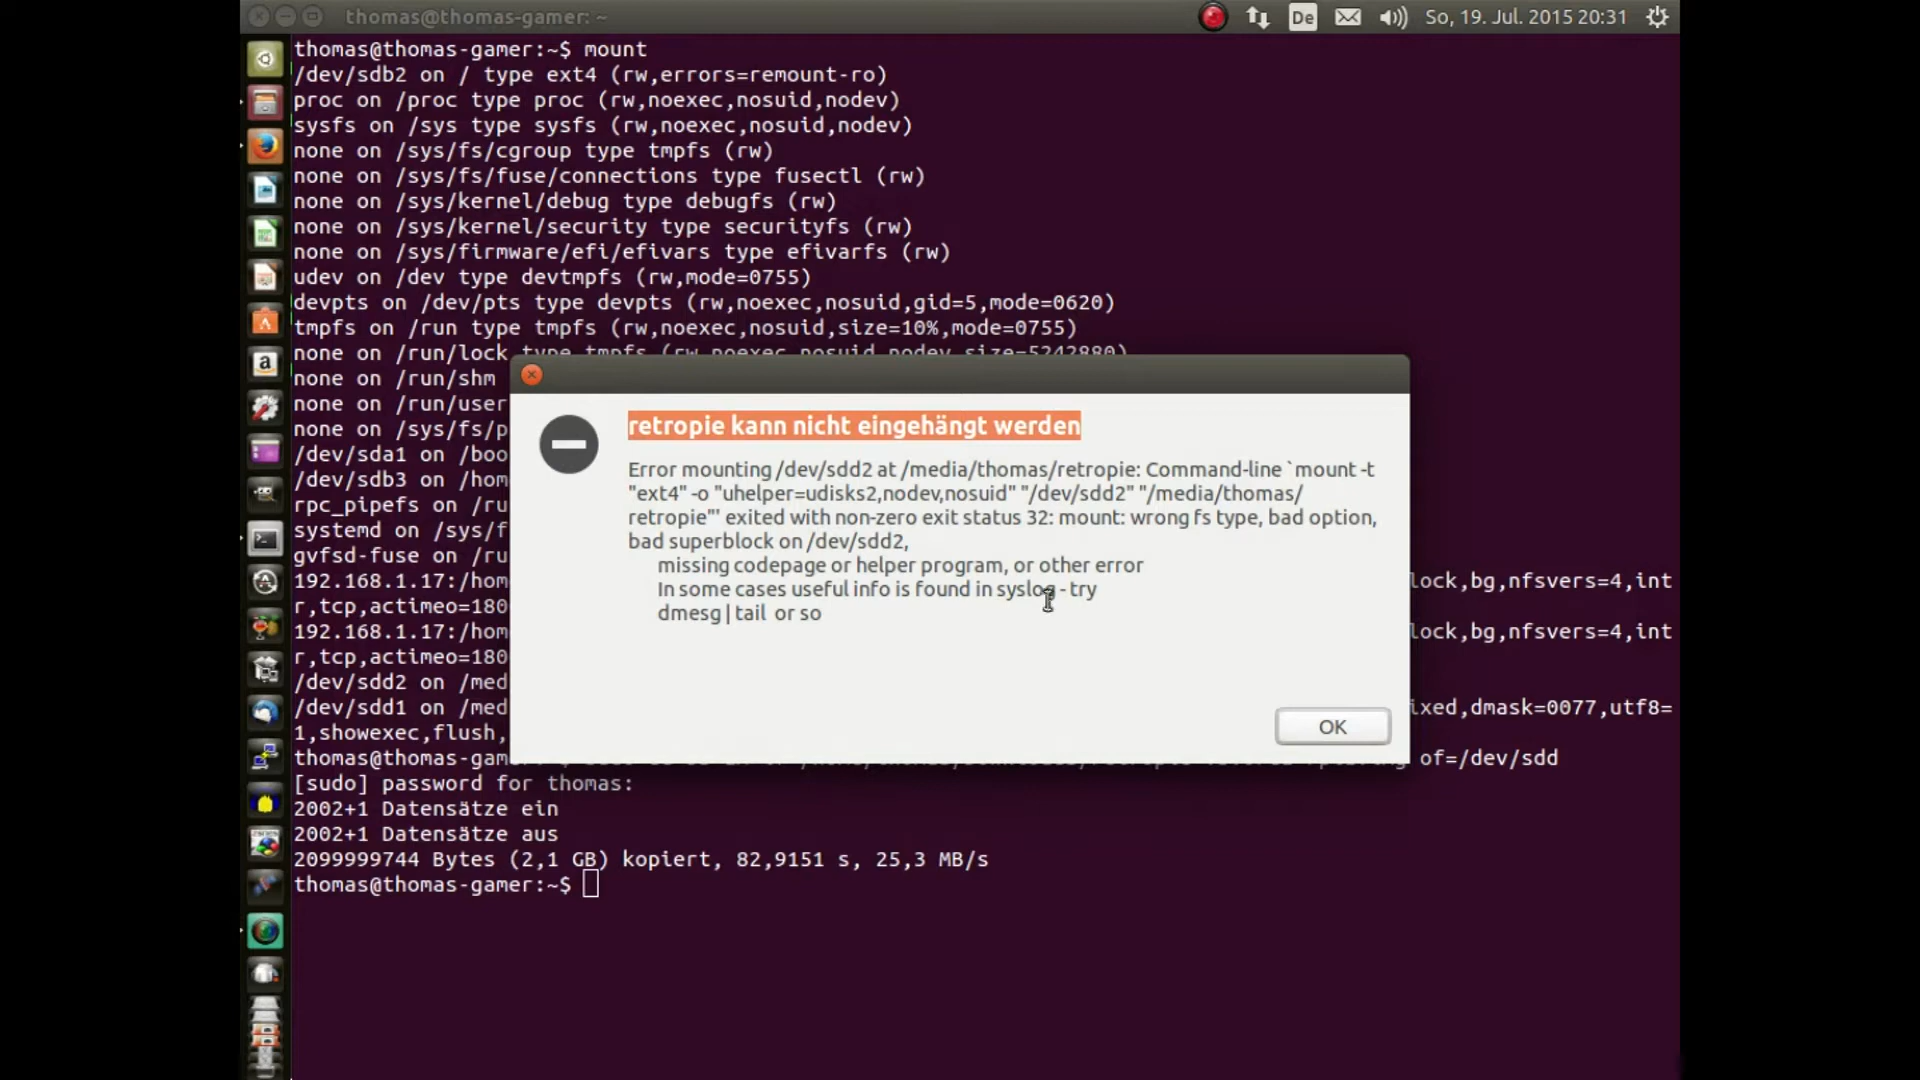 thomas@thomas-gamer: ~
De
So, 19. Jul. 2015 20:31
thomas@thomas-gamer:~$ mount
/dev/sdb2 on / type ext4 (rw,errors=remount-ro)
proc on /proc type proc (rw,noexec,nosuid,nodev)
sysfs on /sys type sysfs (rw,noexec,nosuid,nodev)
none on /sys/fs/cgroup type tmpfs (rw)
none on /sys/fs/fuse/connections type fusectl (rw)
none on /sys/kernel/debug type debugfs (rw)
none on /sys/kernel/security type securityfs (rw)
none on /sys/firmware/efi/efivars type efivarfs (rw)
udev on /dev type devtmpfs (rw,mode=0755)
devpts on /dev/pts type devpts (rw,noexec,nosuid,gid=5,mode=0620)
tmpfs on /run type tmpfs (rw,noexec,nosuid,size=10%,mode=0755)
none on /run/lock type tmpfs (rw,noexec,nosuid,nodev,size=5242880)
none on /run/shm
none on /run/user
none on /sys/fs/p
/dev/sda1 on /boo
/dev/sdb3 on /hom
rpc_pipefs on /ru
systemd on /sys/f
gvfsd-fuse on /ru
192.168.1.17:/hom lock,bg,nfsvers=4,int
r,tcp,actimeo=180
192.168.1.17:/hom lock,bg,nfsvers=4,int
r,tcp,actimeo=180
/dev/sdd2 on /med
/dev/sdd1 on /med ixed,dmask=0077,utf8=
1,showexec,flush,
thomas@thomas-gam of=/dev/sdd
[sudo] password for thomas:
2002+1 Datensätze ein
2002+1 Datensätze aus
2099999744 Bytes (2,1 GB) kopiert, 82,9151 s, 25,3 MB/s
thomas@thomas-gamer:~$
retropie kann nicht eingehängt werden
Error mounting /dev/sdd2 at /media/thomas/retropie: Command-line `mount -t
"ext4" -o "uhelper=udisks2,nodev,nosuid" "/dev/sdd2" "/media/thomas/
retropie"' exited with non-zero exit status 32: mount: wrong fs type, bad option,
bad superblock on /dev/sdd2,
missing codepage or helper program, or other error
In some cases useful info is found in syslog - try
dmesg | tail or so
OK